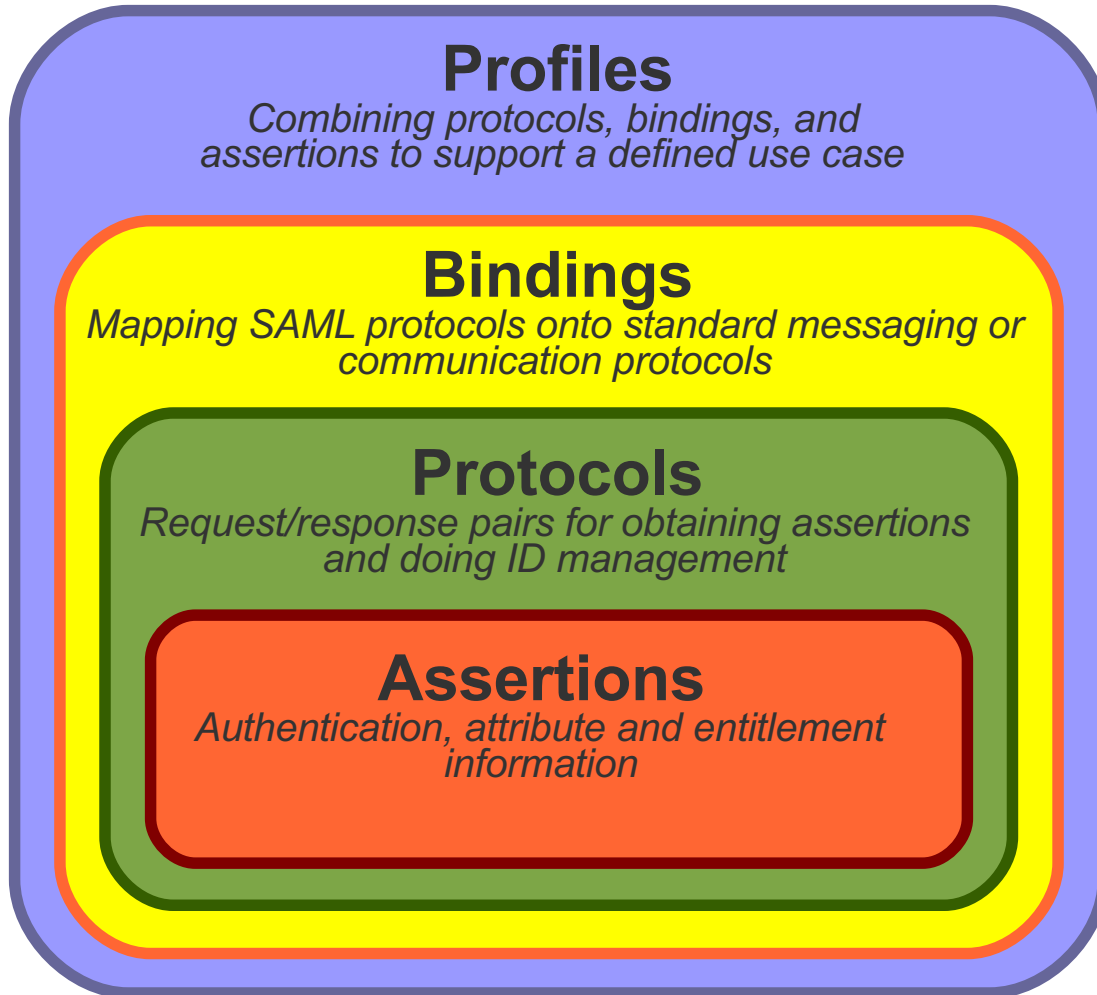 Profiles
Combining protocols, bindings, and
assertions to support a defined use case
Bindings
Mapping SAML protocols onto standard messaging or
communication protocols
Protocols
Request/response pairs for obtaining assertions
and doing ID management
Assertions
Authentication, attribute and entitlement
information